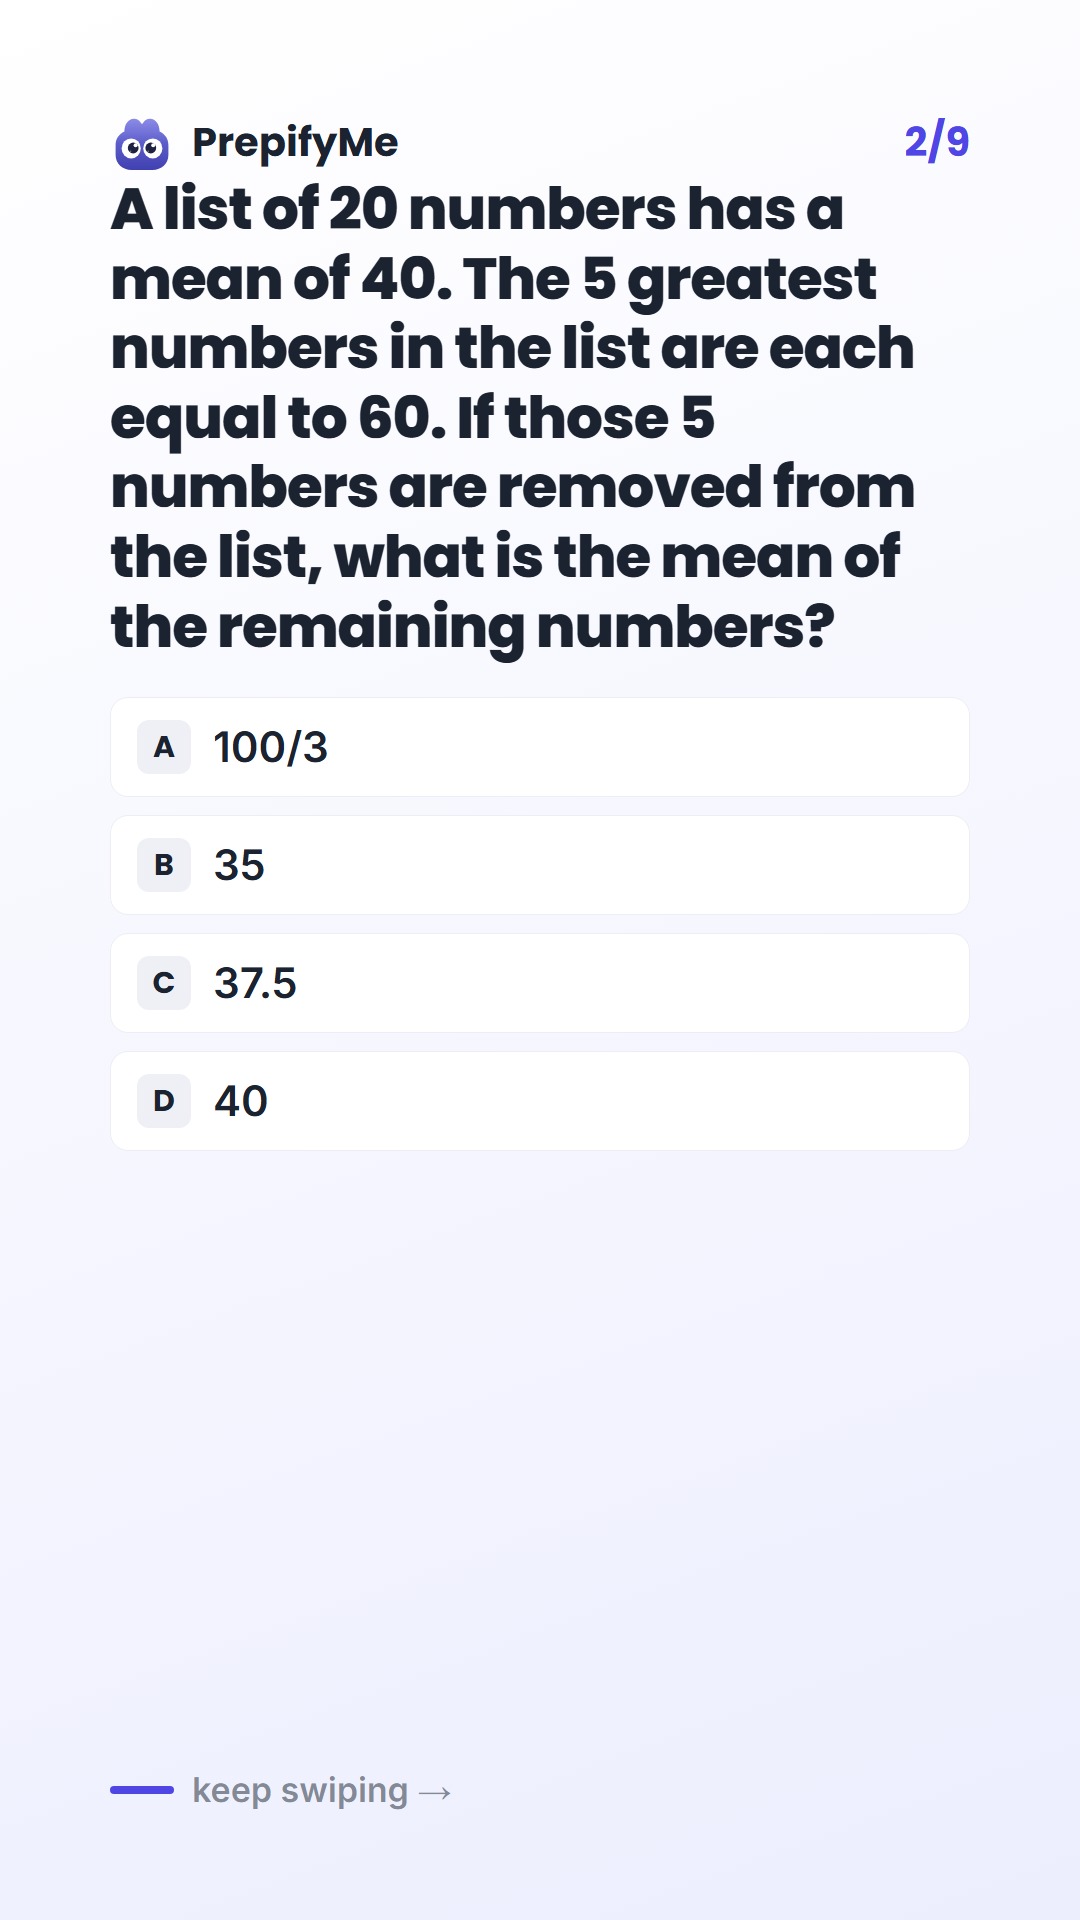 PrepifyMe
2/9
A list of 20 numbers has a
mean of 40. The 5 greatest
numbers in the list are each
equal to 60. If those 5
numbers are removed from
the list, what is the mean of
the remaining numbers?
A 100/3
B 35
C 37.5
D 40
keep swiping →